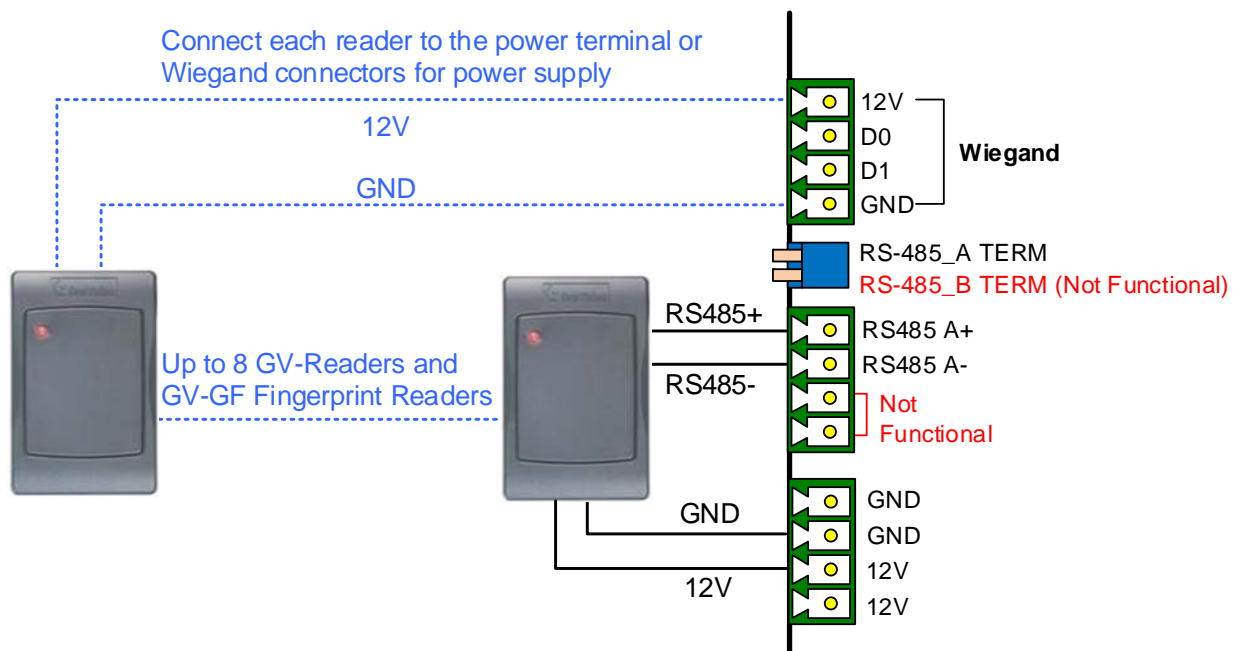 Connect each reader to the power terminal or
Wiegand connectors for power supply
12V
GND
12V
D0
D1
GND
Wiegand
RS-485_A TERM
RS-485_B TERM (Not Functional)
RS485+
RS485-
RS485 A+
RS485 A-
Not
Functional
Up to 8 GV-Readers and
GV-GF Fingerprint Readers
GND
12V
GND
GND
12V
12V